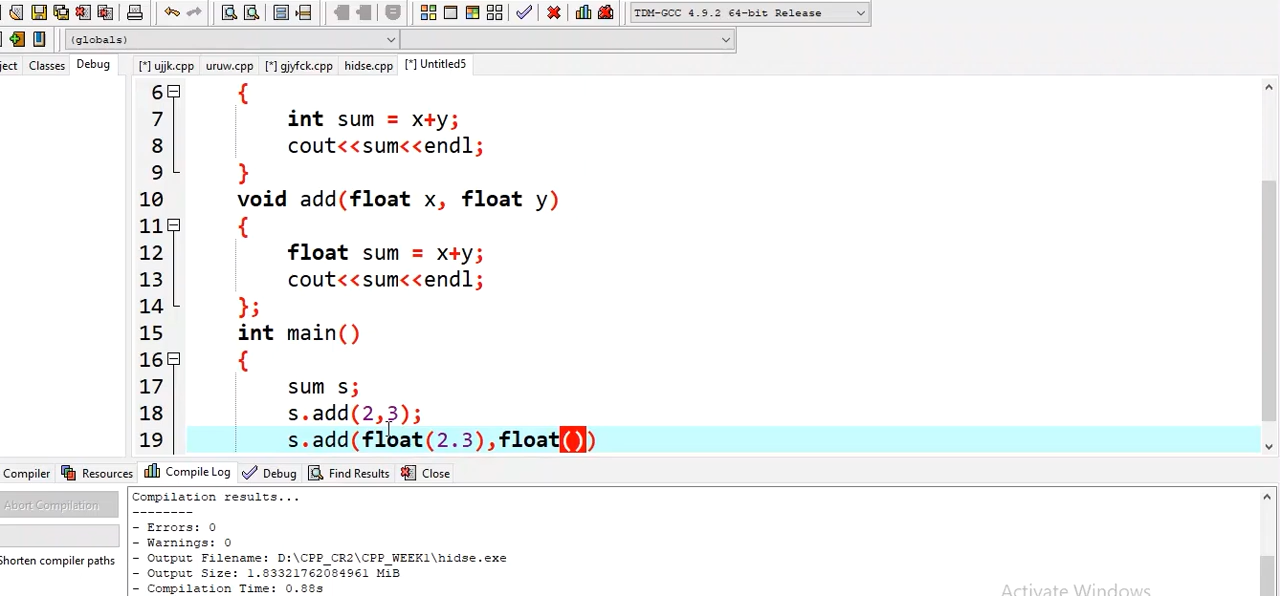 TDM-GCC 4.9.2 64-bit Release
(globals)
ject Classes Debug [*] ujjk.cpp uruw.cpp [*] gjyfck.cpp hidse.cpp [*] Untitled5
6 {
7 int sum = x+y;
8 cout<<sum<<endl;
9 }
10 void add(float x, float y)
11 {
12 float sum = x+y;
13 cout<<sum<<endl;
14 };
15 int main()
16 {
17 sum s;
18 s.add(2,3);
19 s.add(float(2.3),float())
Compiler Resources Compile Log Debug Find Results Close
Abort Compilation
Shorten compiler paths
Compilation results...
--------
- Errors: 0
- Warnings: 0
- Output Filename: D:\CPP_CR2\CPP_WEEK1\hidse.exe
- Output Size: 1.83321762084961 MiB
- Compilation Time: 0.88s
Activate Windows